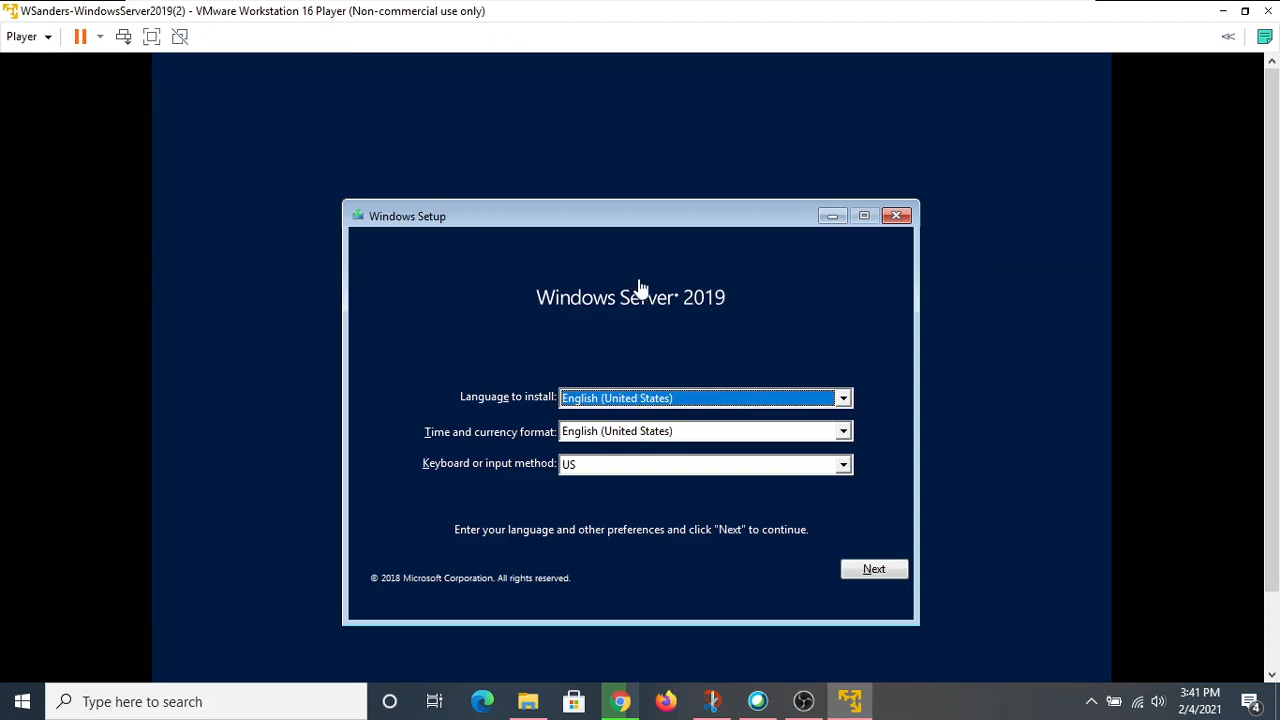 WSanders-WindowsServer2019(2) - VMware Workstation 16 Player (Non-commercial use only)
Player
Windows Setup
Windows Server® 2019
Language to install: English (United States)
Time and currency format: English (United States)
Keyboard or input method: US
Enter your language and other preferences and click "Next" to continue.
Next
© 2018 Microsoft Corporation. All rights reserved.
Type here to search
3:41 PM
2/4/2021
4